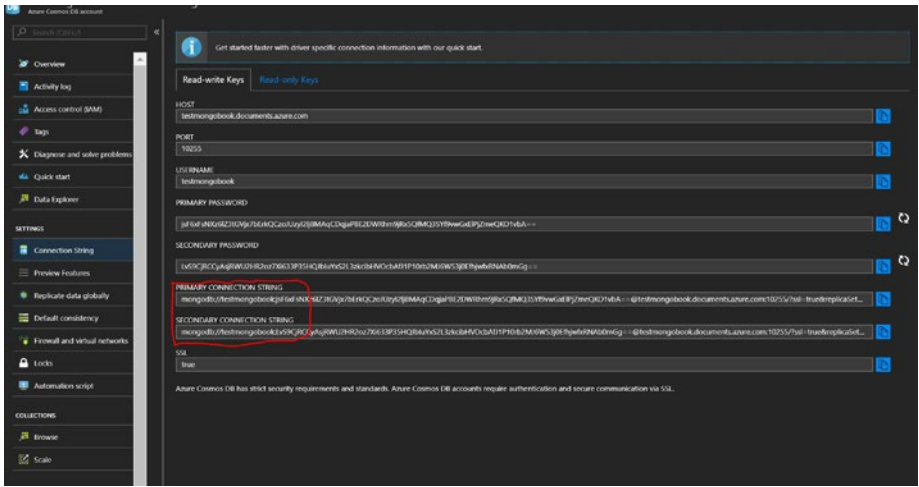 Azure Cosmos DB account
Search (Ctrl+/)
Overview
Activity log
Access control (IAM)
Tags
Diagnose and solve problems
Quick start
Data Explorer
SETTINGS
Connection String
Preview Features
Replicate data globally
Default consistency
Firewall and virtual networks
Locks
Automation script
COLLECTIONS
Browse
Scale
Get started faster with driver specific connection information with our quick start.
Read-write Keys Read-only Keys
HOST
testmongobook.documents.azure.com
PORT
10255
USERNAME
testmongobook
PRIMARY PASSWORD
SECONDARY PASSWORD
PRIMARY CONNECTION STRING
SECONDARY CONNECTION STRING
SSL
true
Azure Cosmos DB has strict security requirements and standards. Azure Cosmos DB accounts require authentication and secure communication via SSL.